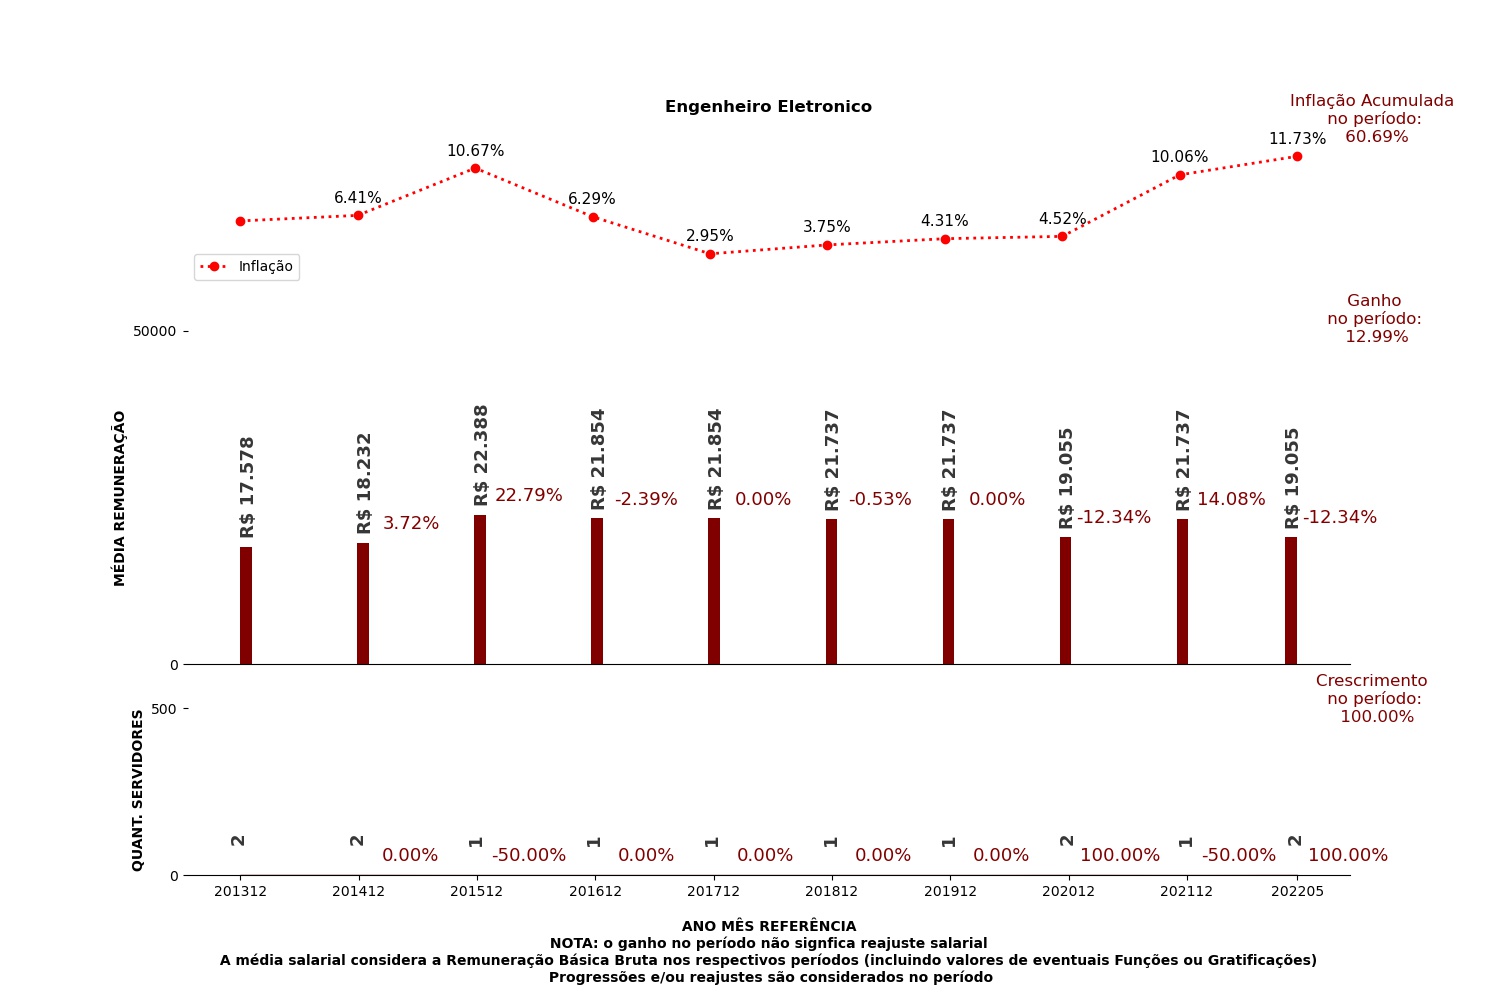 Engenheiro Eletronico
Inflação Acumulada
no período:
60.69%
6.41%
10.67%
6.29%
2.95%
3.75%
4.31%
4.52%
10.06%
11.73%
Inflação
Ganho
no período:
12.99%
50000
0
MÉDIA REMUNERAÇÃO
R$ 17.578
R$ 18.232
R$ 22.388
R$ 21.854
R$ 21.854
R$ 21.737
R$ 21.737
R$ 19.055
R$ 21.737
R$ 19.055
3.72%
22.79%
-2.39%
0.00%
-0.53%
0.00%
-12.34%
14.08%
-12.34%
Crescrimento
no período:
100.00%
500
0
QUANT. SERVIDORES
2
2
1
1
1
1
1
2
1
2
0.00%
-50.00%
0.00%
0.00%
0.00%
0.00%
100.00%
-50.00%
100.00%
201312
201412
201512
201612
201712
201812
201912
202012
202112
202205
ANO MÊS REFERÊNCIA
NOTA: o ganho no período não signfica reajuste salarial
A média salarial considera a Remuneração Básica Bruta nos respectivos períodos (incluindo valores de eventuais Funções ou Gratificações)
Progressões e/ou reajustes são considerados no período